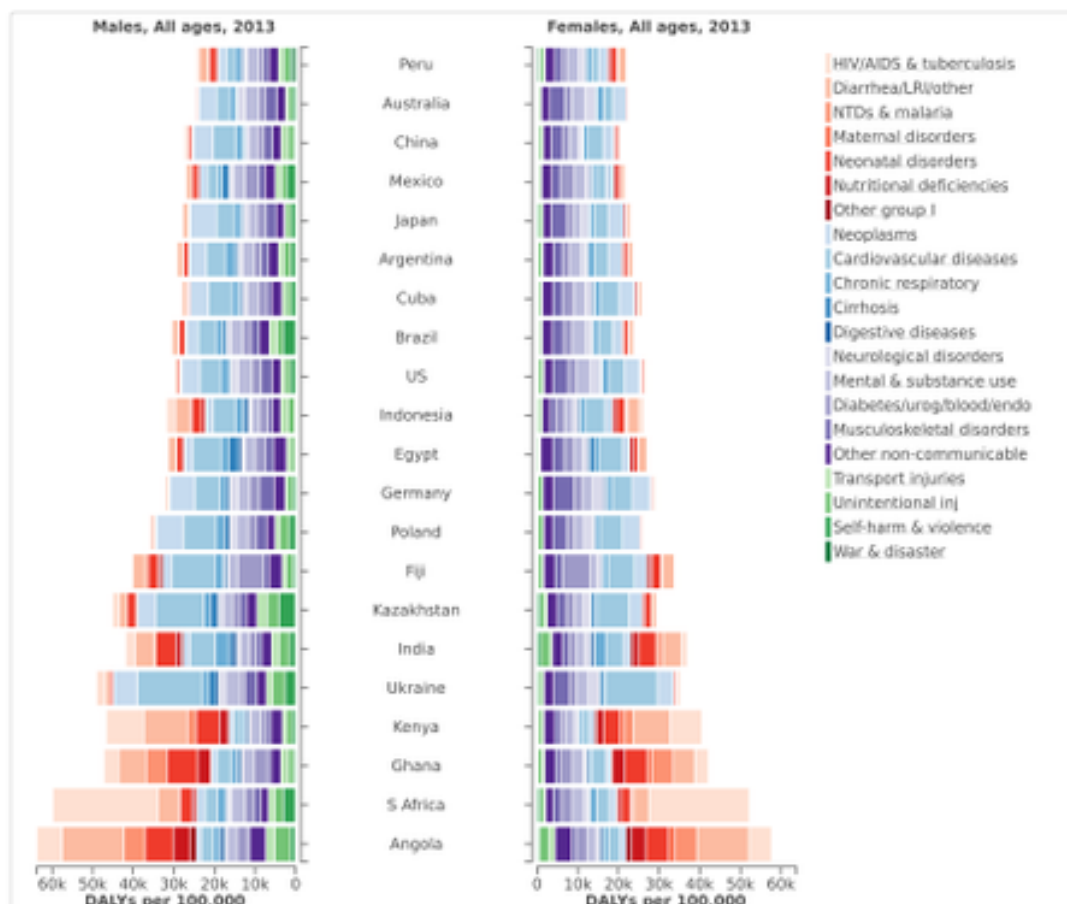 Males, All ages, 2013
Females, All ages, 2013
Peru
Australia
China
Mexico
Japan
Argentina
Cuba
Brazil
US
Indonesia
Egypt
Germany
Poland
Fiji
Kazakhstan
India
Ukraine
Kenya
Ghana
S Africa
Angola
HIV/AIDS & tuberculosis
Diarrhea/LRI/other
NTDs & malaria
Maternal disorders
Neonatal disorders
Nutritional deficiencies
Other group I
Neoplasms
Cardiovascular diseases
Chronic respiratory
Cirrhosis
Digestive diseases
Neurological disorders
Mental & substance use
Diabetes/urog/blood/endo
Musculoskeletal disorders
Other non-communicable
Transport injuries
Unintentional inj
Self-harm & violence
War & disaster
60k 50k 40k 30k 20k 10k 0
0 10k 20k 30k 40k 50k 60k
DALYs per 100,000
DALYs per 100,000